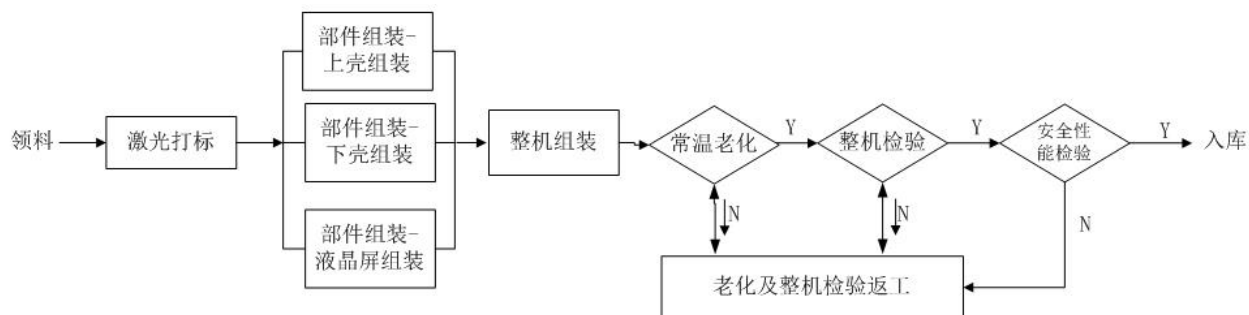 领料
激光打标
部件组装-
上壳组装
部件组装-
下壳组装
部件组装-
液晶屏组装
整机组装
常温老化
Y
整机检验
Y
安全性
能检验
Y
入库
N
N
N
老化及整机检验返工